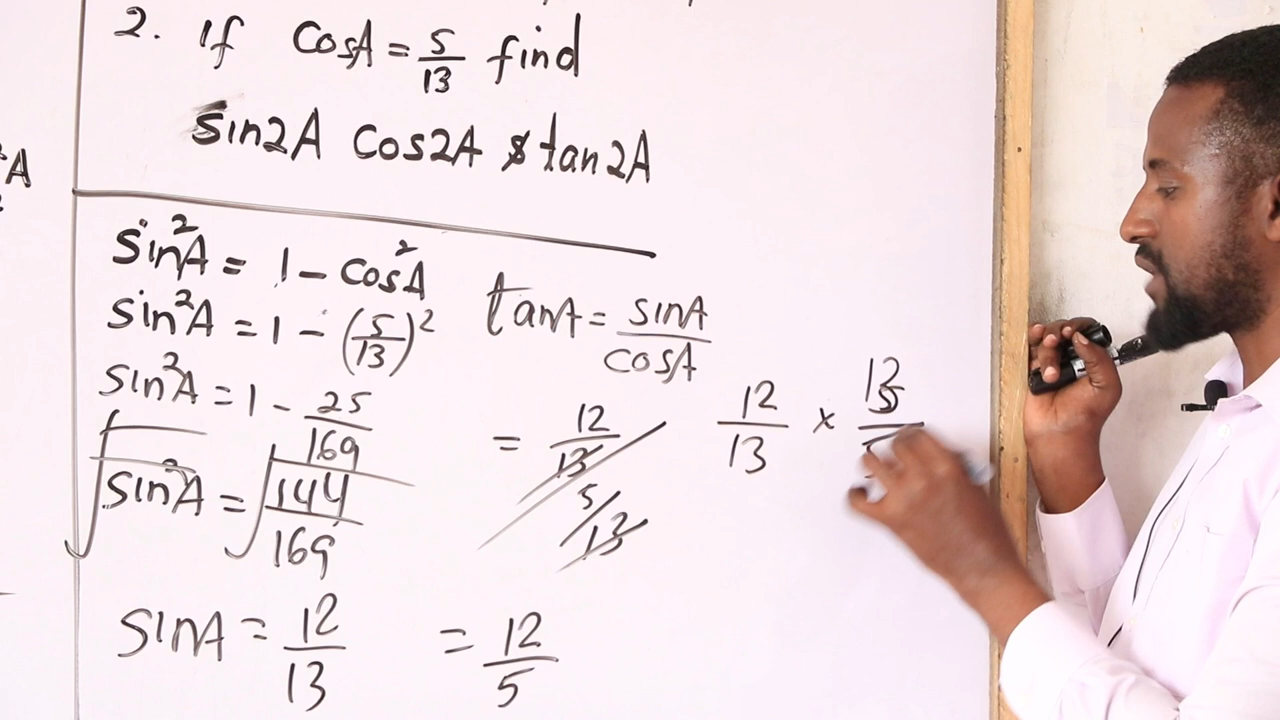 2. If CosA = 5/13 find
sin2A Cos2A & tan2A
²A
sin²A = 1 - cos²A
sin²A = 1 - (5/13)²
sin²A = 1 - 25/169
√sin²A = √144/169
sinA = 12/13
tanA = sinA/cosA
= 12/13
5/13
= 12/5
12/13 ×